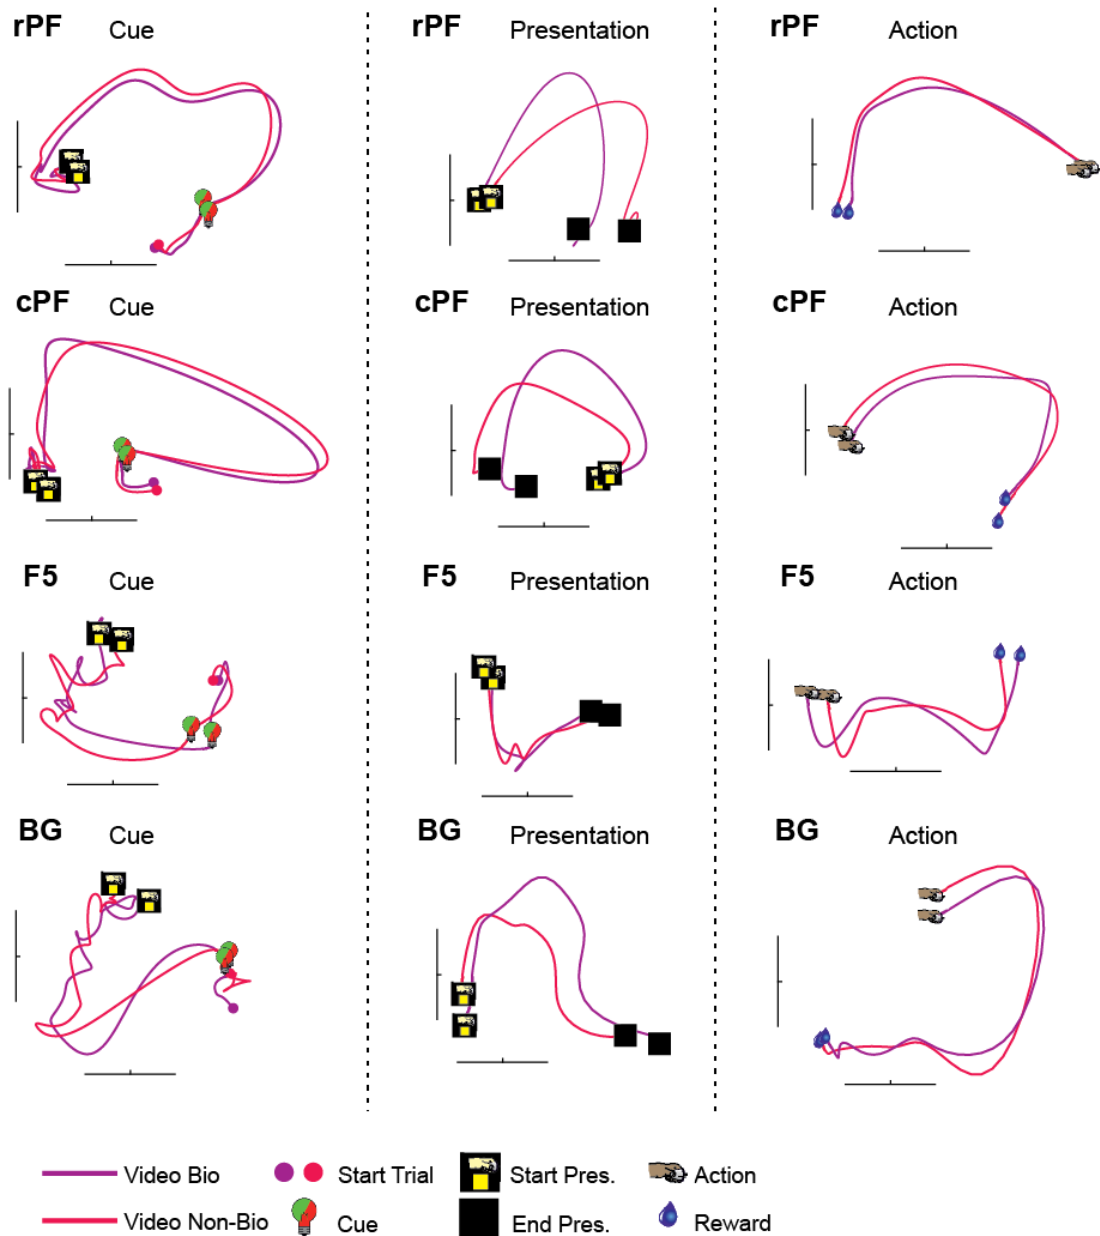 rPF Cue rPF Presentation rPF Action
cPF Cue cPF Presentation cPF Action
F5 Cue F5 Presentation F5 Action
BG Cue BG Presentation BG Action
Video Bio Start Trial Start Pres. Action
Video Non-Bio Cue End Pres. Reward